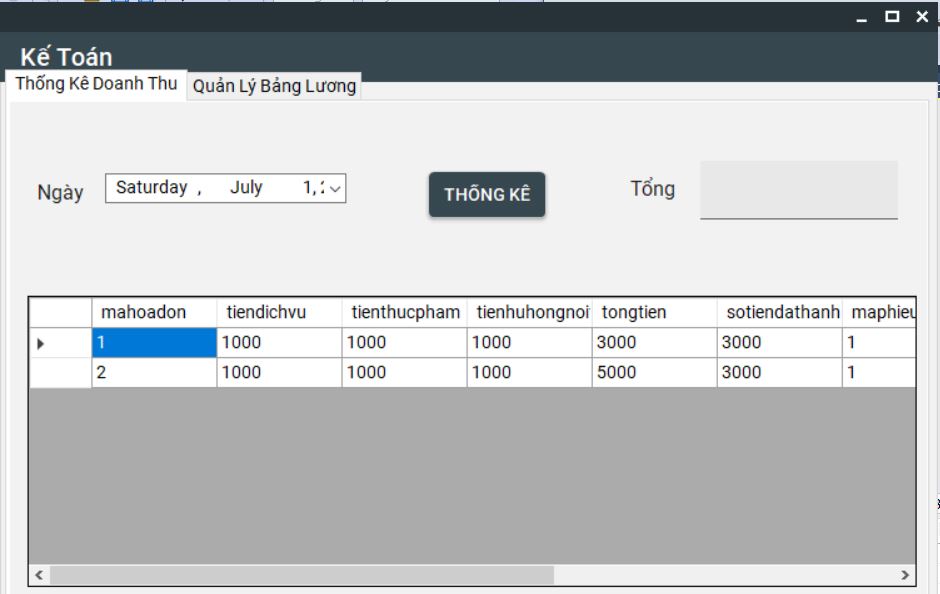 Kế Toán
Thống Kê Doanh Thu Quản Lý Bảng Lương
Ngày Saturday , July 1, THỐNG KÊ Tổng
mahoadon tiendichvu tienthucpham tienhuhongnoi tongtien sotiendathanh maphieu
1 1000 1000 1000 3000 3000 1
2 1000 1000 1000 5000 3000 1